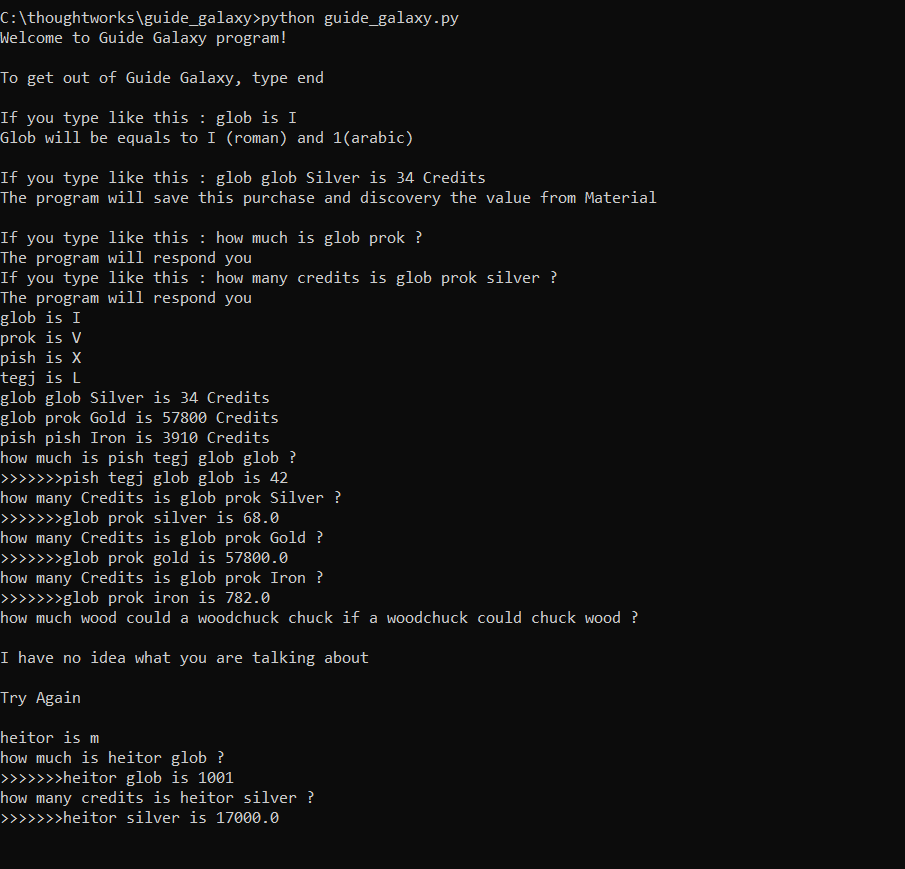 C:\thoughtworks\guide_galaxy>python guide_galaxy.py
Welcome to Guide Galaxy program!
To get out of Guide Galaxy, type end
If you type like this : glob is I
Glob will be equals to I (roman) and 1(arabic)
If you type like this : glob glob Silver is 34 Credits
The program will save this purchase and discovery the value from Material
If you type like this : how much is glob prok ?
The program will respond you
If you type like this : how many credits is glob prok silver ?
The program will respond you
glob is I
prok is V
pish is X
tegj is L
glob glob Silver is 34 Credits
glob prok Gold is 57800 Credits
pish pish Iron is 3910 Credits
how much is pish tegj glob glob ?
>>>>>>>pish tegj glob glob is 42
how many Credits is glob prok Silver ?
>>>>>>>glob prok silver is 68.0
how many Credits is glob prok Gold ?
>>>>>>>glob prok gold is 57800.0
how many Credits is glob prok Iron ?
>>>>>>>glob prok iron is 782.0
how much wood could a woodchuck chuck if a woodchuck could chuck wood ?
I have no idea what you are talking about
Try Again
heitor is m
how much is heitor glob ?
>>>>>>>heitor glob is 1001
how many credits is heitor silver ?
>>>>>>>heitor silver is 17000.0